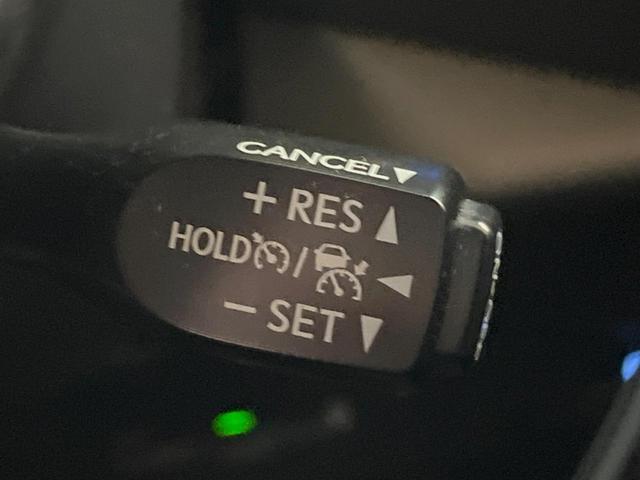 CANCEL▼
+ RES ▲
HOLD / ◀
− SET ▼